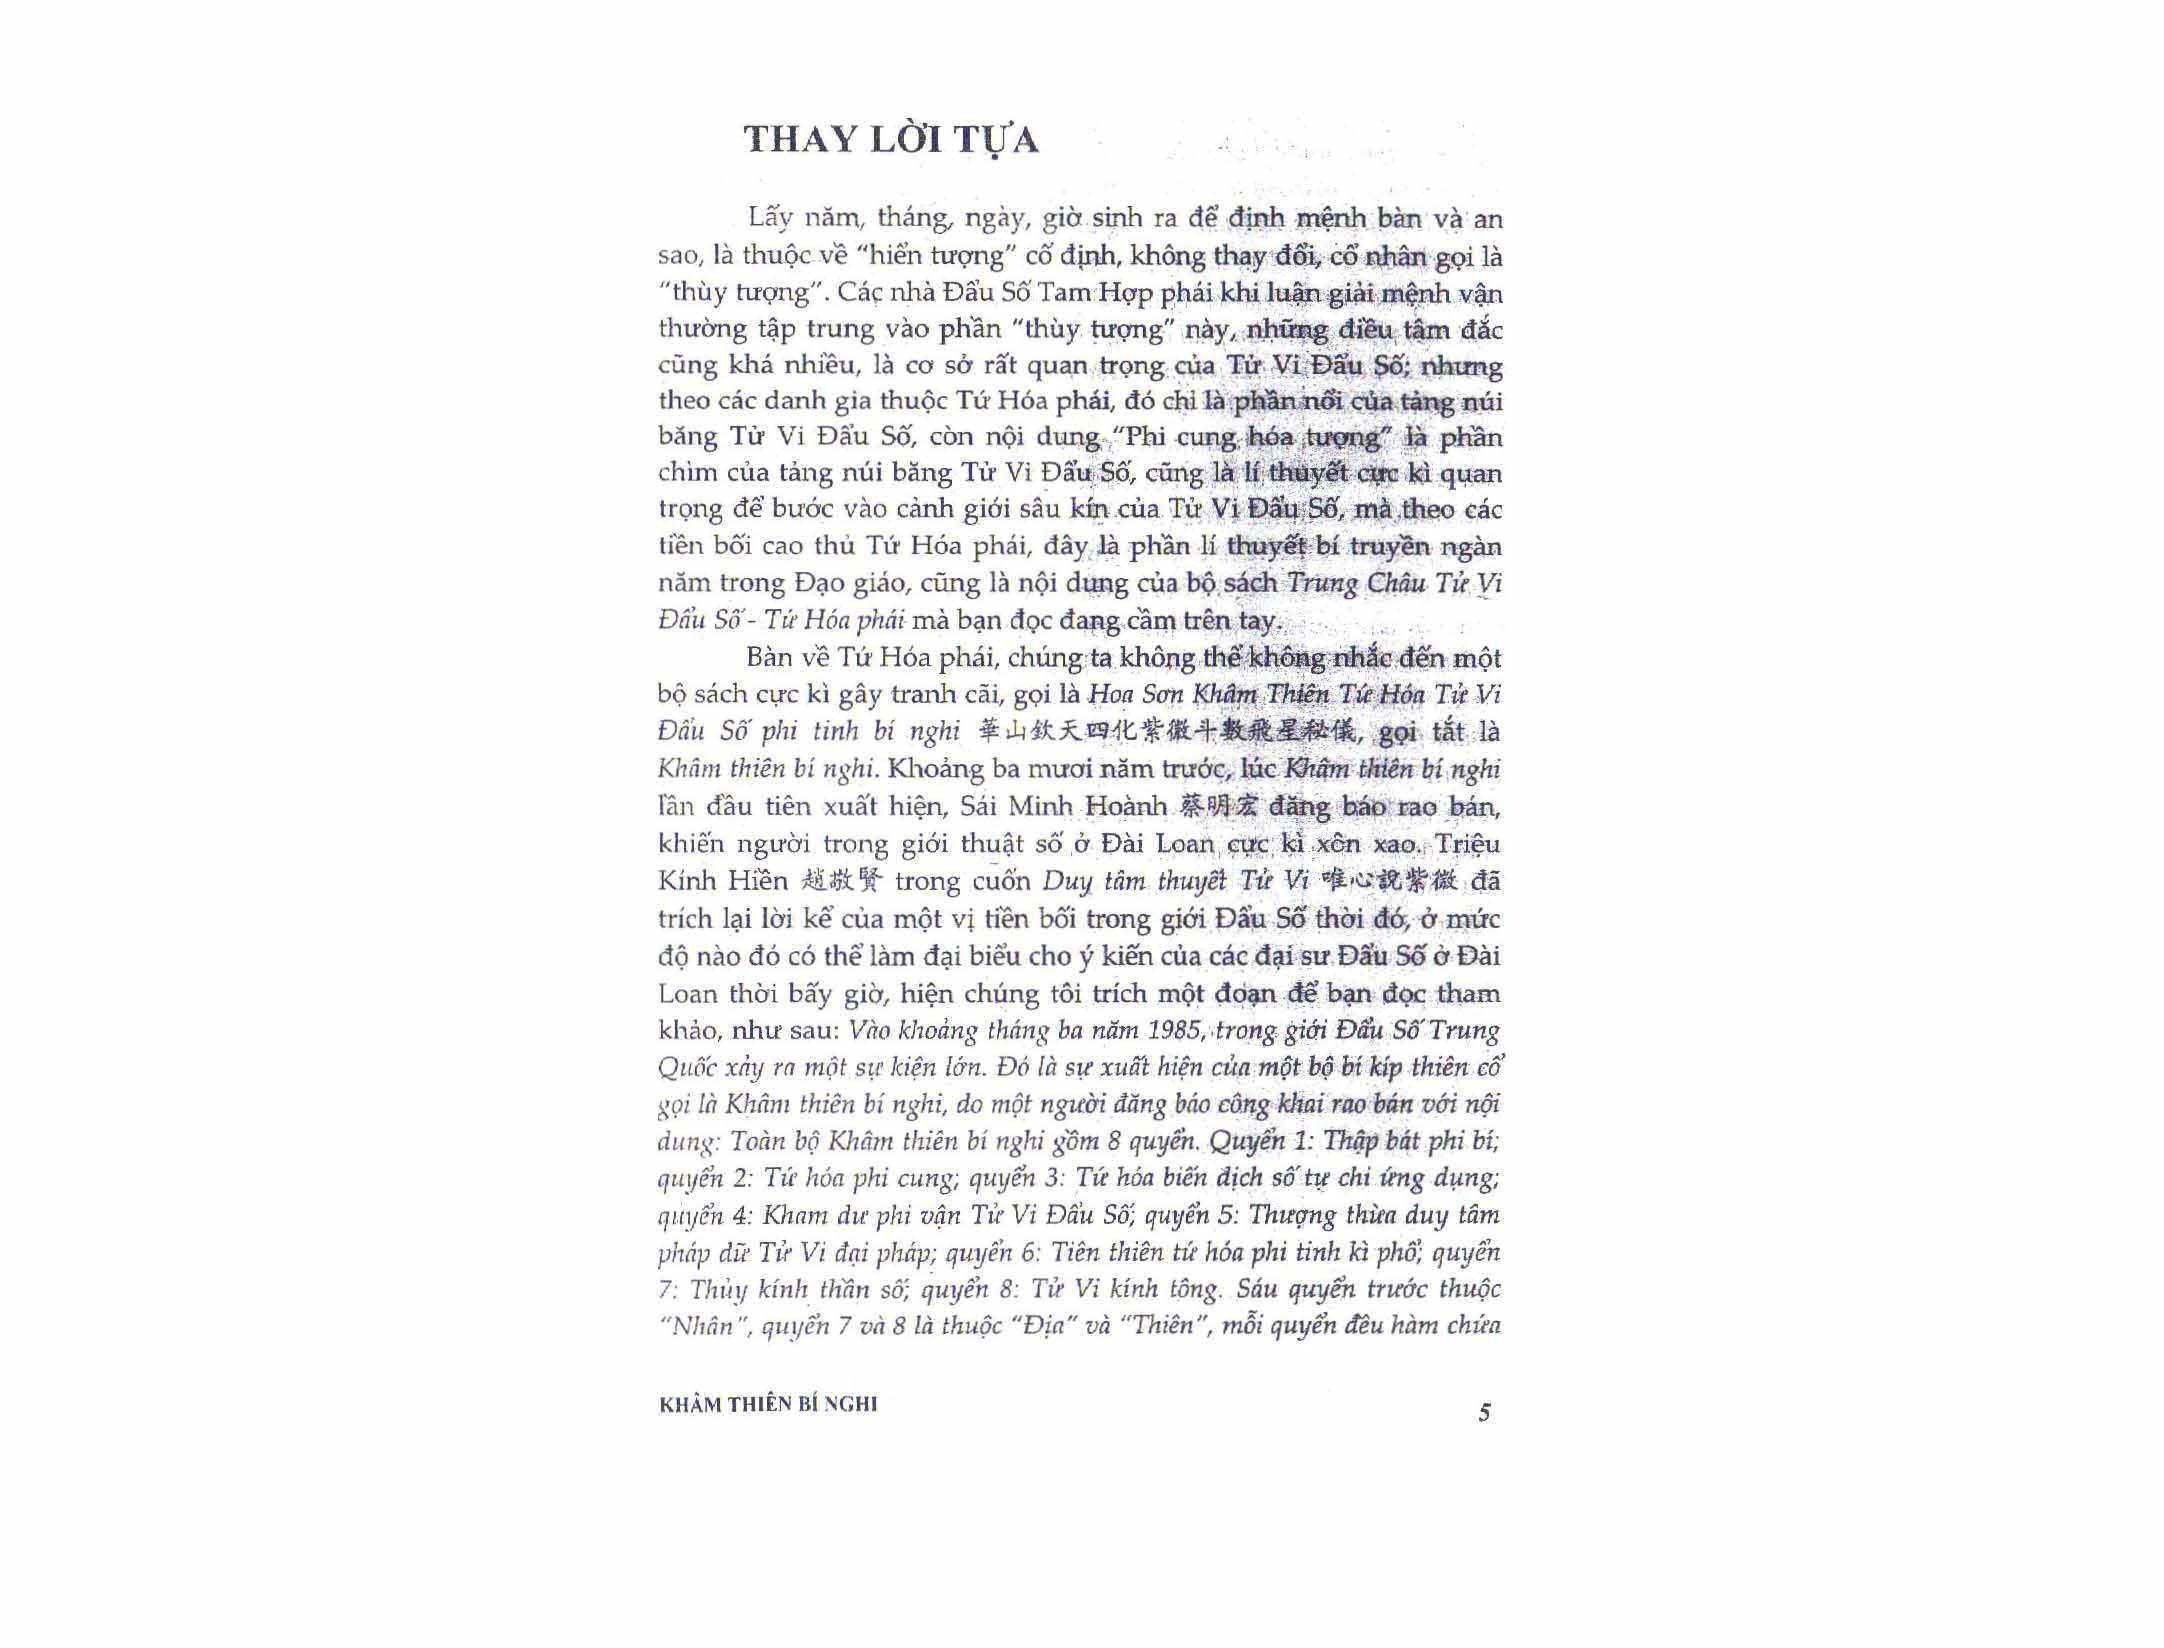 THAY LỜI TỰA
Lấy năm, tháng, ngày, giờ sinh ra để định mệnh bàn và an
sao, là thuộc về "hiển tượng" cố định, không thay đổi, cổ nhân gọi là
"thùy tượng". Các nhà Đẩu Số Tam Hợp phái khi luận giải mệnh vận
thường tập trung vào phần "thùy tượng" này, những điều tâm đắc
cũng khá nhiều, là cơ sở rất quan trọng của Tử Vi Đẩu Số; nhưng
theo các danh gia thuộc Tứ Hóa phái, đó chỉ là phần nổi của tảng núi
băng Tử Vi Đẩu Số, còn nội dung "Phi cung hóa tượng" là phần
chìm của tảng núi băng Tử Vi Đẩu Số, cũng là lí thuyết cực kì quan
trọng để bước vào cảnh giới sâu kín của Tử Vi Đẩu Số, mà theo các
tiền bối cao thủ Tứ Hóa phái, đây là phần lí thuyết bí truyền ngàn
năm trong Đạo giáo, cũng là nội dung của bộ sách Trung Châu Tử Vi
Đẩu Số - Tứ Hóa phái mà bạn đọc đang cầm trên tay.
Bàn về Tứ Hóa phái, chúng ta không thể không nhắc đến một
bộ sách cực kì gây tranh cãi, gọi là Hoa Sơn Khâm Thiên Tứ Hóa Tử Vi
Đẩu Số phi tinh bí nghi 華山欽天四化紫微斗數飛星秘儀, gọi tắt là
Khâm thiên bí nghi. Khoảng ba mươi năm trước, lúc Khâm thiên bí nghi
lần đầu tiên xuất hiện, Sái Minh Hoành 蔡明宏 đăng báo rao bán,
khiến người trong giới thuật số ở Đài Loan cực kì xôn xao. Triệu
Kính Hiền 趙敬賢 trong cuốn Duy tâm thuyết Tử Vi 唯心說紫微 đã
trích lại lời kể của một vị tiền bối trong giới Đẩu Số thời đó, ở mức
độ nào đó có thể làm đại biểu cho ý kiến của các đại sư Đẩu Số ở Đài
Loan thời bấy giờ, hiện chúng tôi trích một đoạn để bạn đọc tham
khảo, như sau: Vào khoảng tháng ba năm 1985, trong giới Đẩu Số Trung
Quốc xảy ra một sự kiện lớn. Đó là sự xuất hiện của một bộ bí kíp thiên cổ
gọi là Khâm thiên bí nghi, do một người đăng báo công khai rao bán với nội
dung: Toàn bộ Khâm thiên bí nghi gồm 8 quyển. Quyển 1: Thập bát phi bí;
quyển 2: Tứ hóa phi cung; quyển 3: Tứ hóa biến dịch số tự chi ứng dụng;
quyển 4: Kham dư phi vận Tử Vi Đẩu Số; quyển 5: Thượng thừa duy tâm
pháp dữ Tử Vi đại pháp; quyển 6: Tiên thiên tứ hóa phi tinh kì phổ; quyển
7: Thủy kính thần số; quyển 8: Tử Vi kính tông. Sáu quyển trước thuộc
"Nhân", quyển 7 và 8 là thuộc "Địa" và "Thiên", mỗi quyển đều hàm chứa
KHÂM THIÊN BÍ NGHI
5